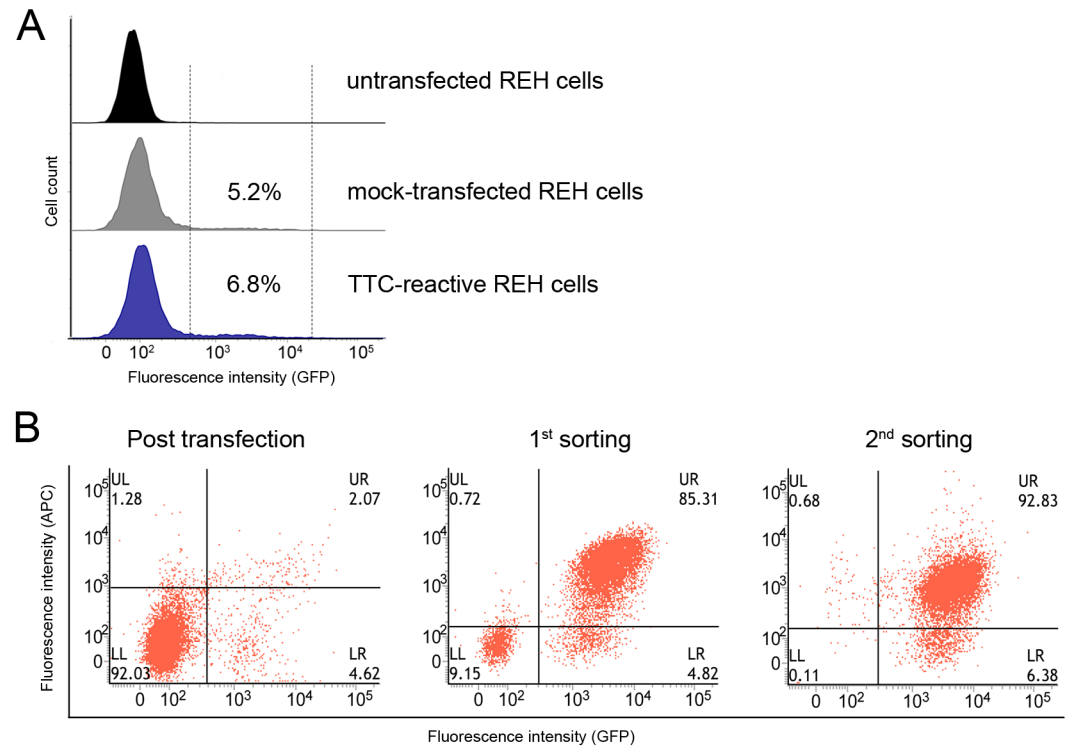 A
untransfected REH cells
5.2%
mock-transfected REH cells
6.8%
TTC-reactive REH cells
Cell count
0 10² 10³ 10⁴ 10⁵
Fluorescence intensity (GFP)
B
Post transfection
1st sorting
2nd sorting
Fluorescence intensity (APC)
UL
1.28
UR
2.07
10⁵
10⁴
10³
10²
0
LL
92.03
LR
4.62
0 10² 10³ 10⁴ 10⁵
UL
0.72
UR
85.31
10⁵
10⁴
10³
10²
0
LL
9.15
LR
4.82
0 10² 10³ 10⁴ 10⁵
UL
0.68
UR
92.83
10⁵
10⁴
10³
10²
0
LL
0.11
LR
6.38
0 10² 10³ 10⁴ 10⁵
Fluorescence intensity (GFP)